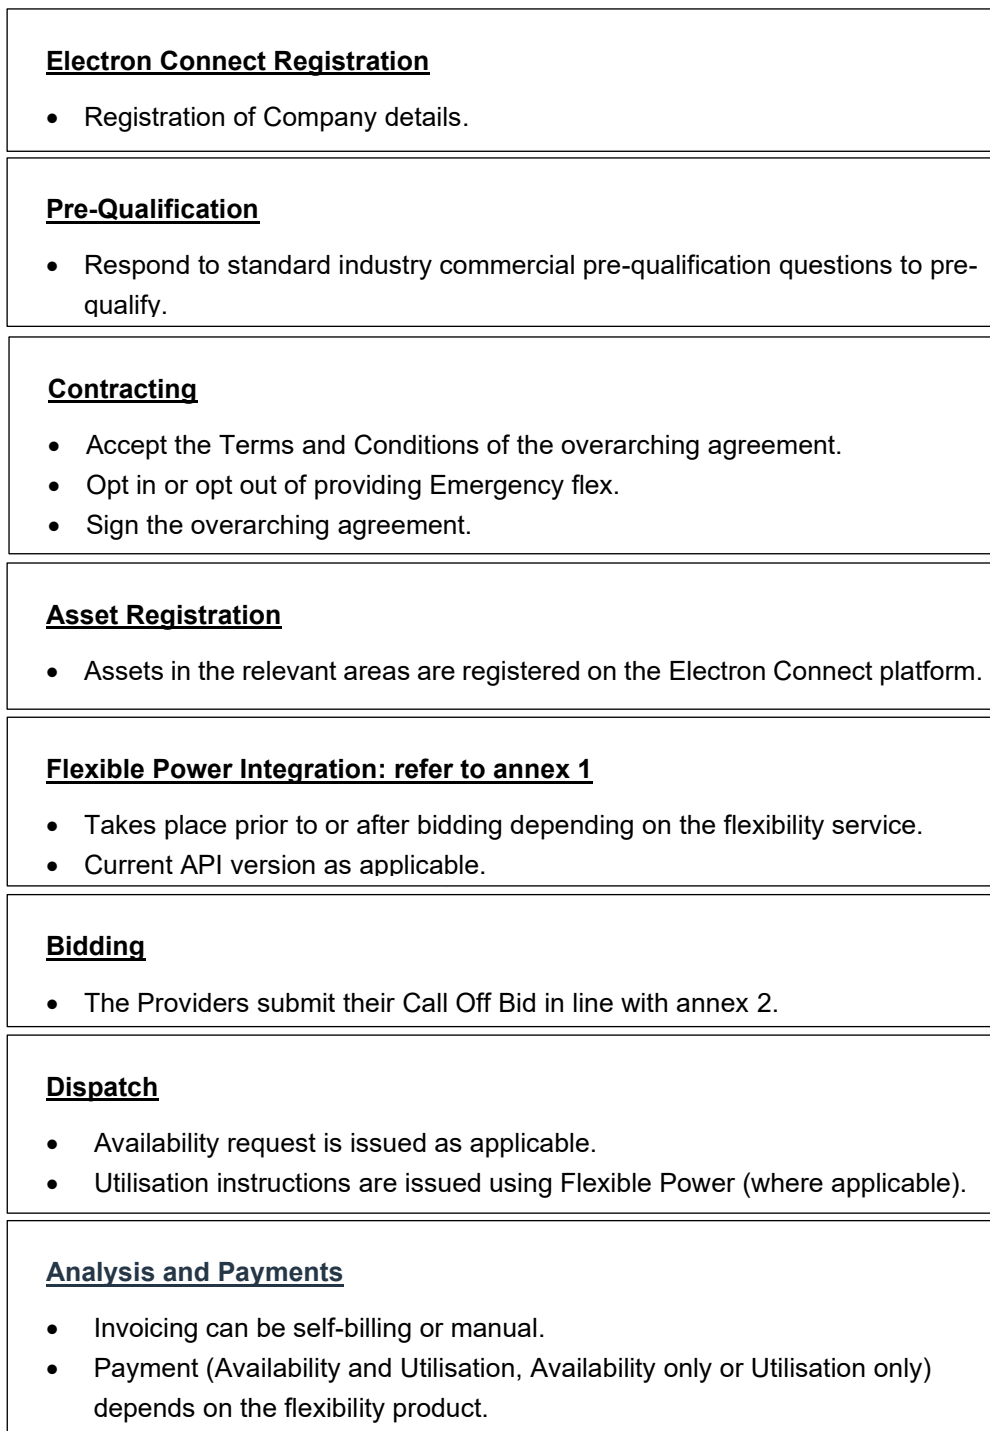 Electron Connect Registration
• Registration of Company details.
Pre-Qualification
• Respond to standard industry commercial pre-qualification questions to pre-
qualify.
Contracting
• Accept the Terms and Conditions of the overarching agreement.
• Opt in or opt out of providing Emergency flex.
• Sign the overarching agreement.
Asset Registration
• Assets in the relevant areas are registered on the Electron Connect platform.
Flexible Power Integration: refer to annex 1
• Takes place prior to or after bidding depending on the flexibility service.
• Current API version as applicable.
Bidding
• The Providers submit their Call Off Bid in line with annex 2.
Dispatch
• Availability request is issued as applicable.
• Utilisation instructions are issued using Flexible Power (where applicable).
Analysis and Payments
• Invoicing can be self-billing or manual.
• Payment (Availability and Utilisation, Availability only or Utilisation only)
depends on the flexibility product.